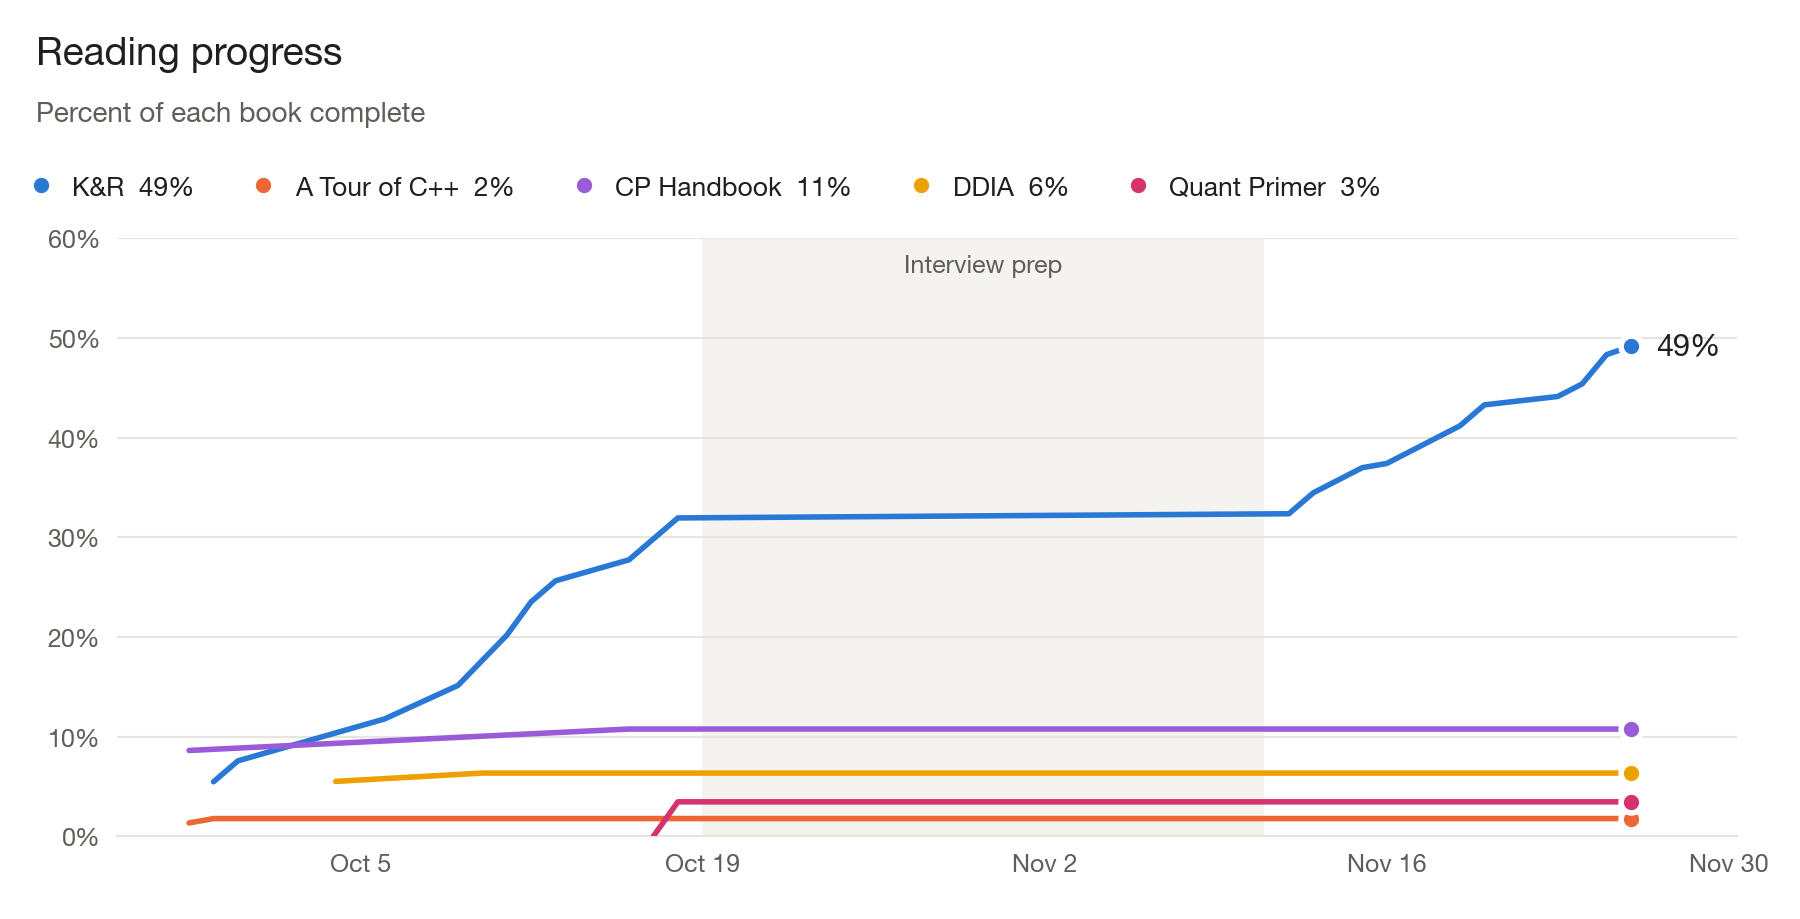 Reading progress
Percent of each book complete
K&R 49% A Tour of C++ 2% CP Handbook 11% DDIA 6% Quant Primer 3%
60%
Interview prep
50%
49%
40%
30%
20%
10%
0%
Oct 5 Oct 19 Nov 2 Nov 16 Nov 30